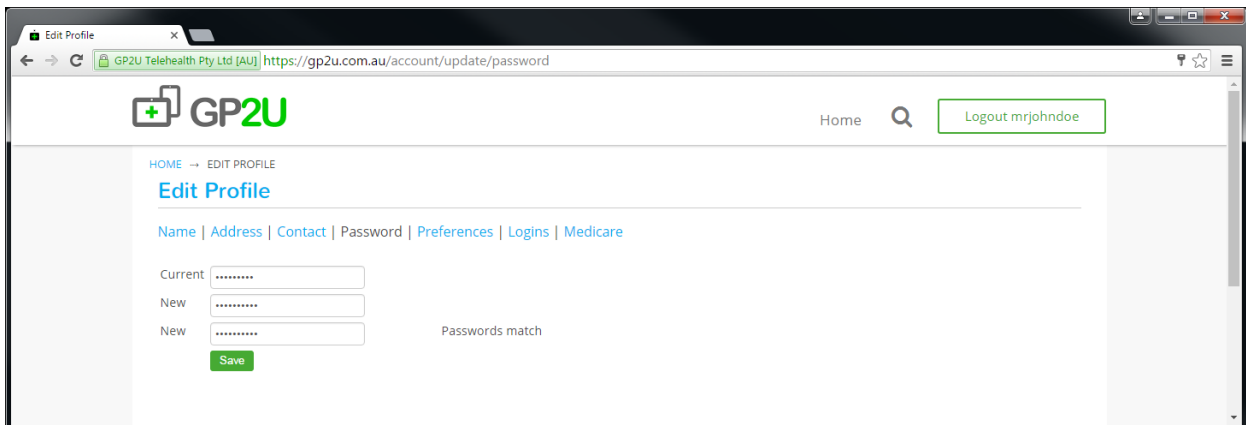 Edit Profile
GP2U Telehealth Pty Ltd [AU] https://gp2u.com.au/account/update/password
GP2U
Home
Logout mrjohndoe
HOME → EDIT PROFILE
Edit Profile
Name | Address | Contact | Password | Preferences | Logins | Medicare
Current •••••••••
New ••••••••••
New •••••••••• Passwords match
Save